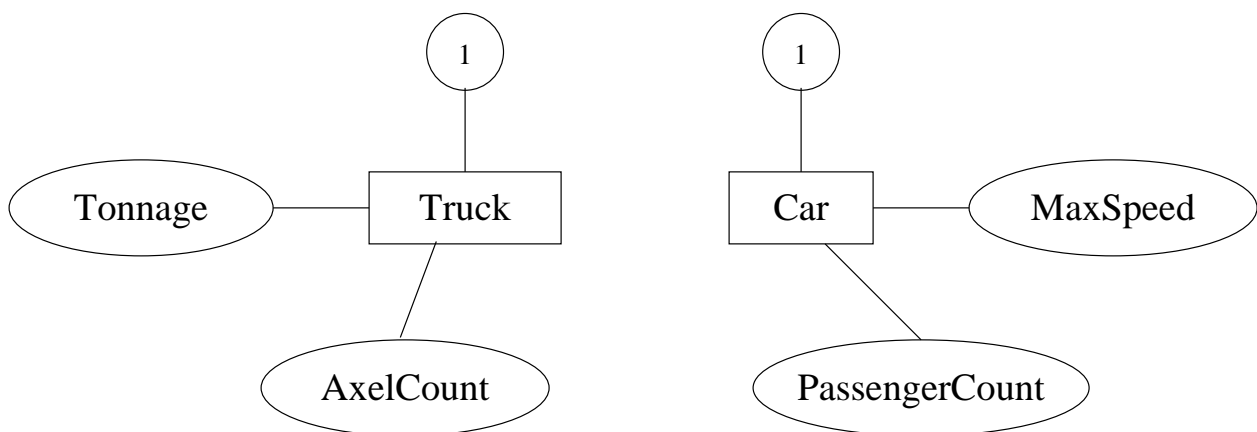 1
1
Tonnage
Truck
Car
MaxSpeed
AxelCount
PassengerCount